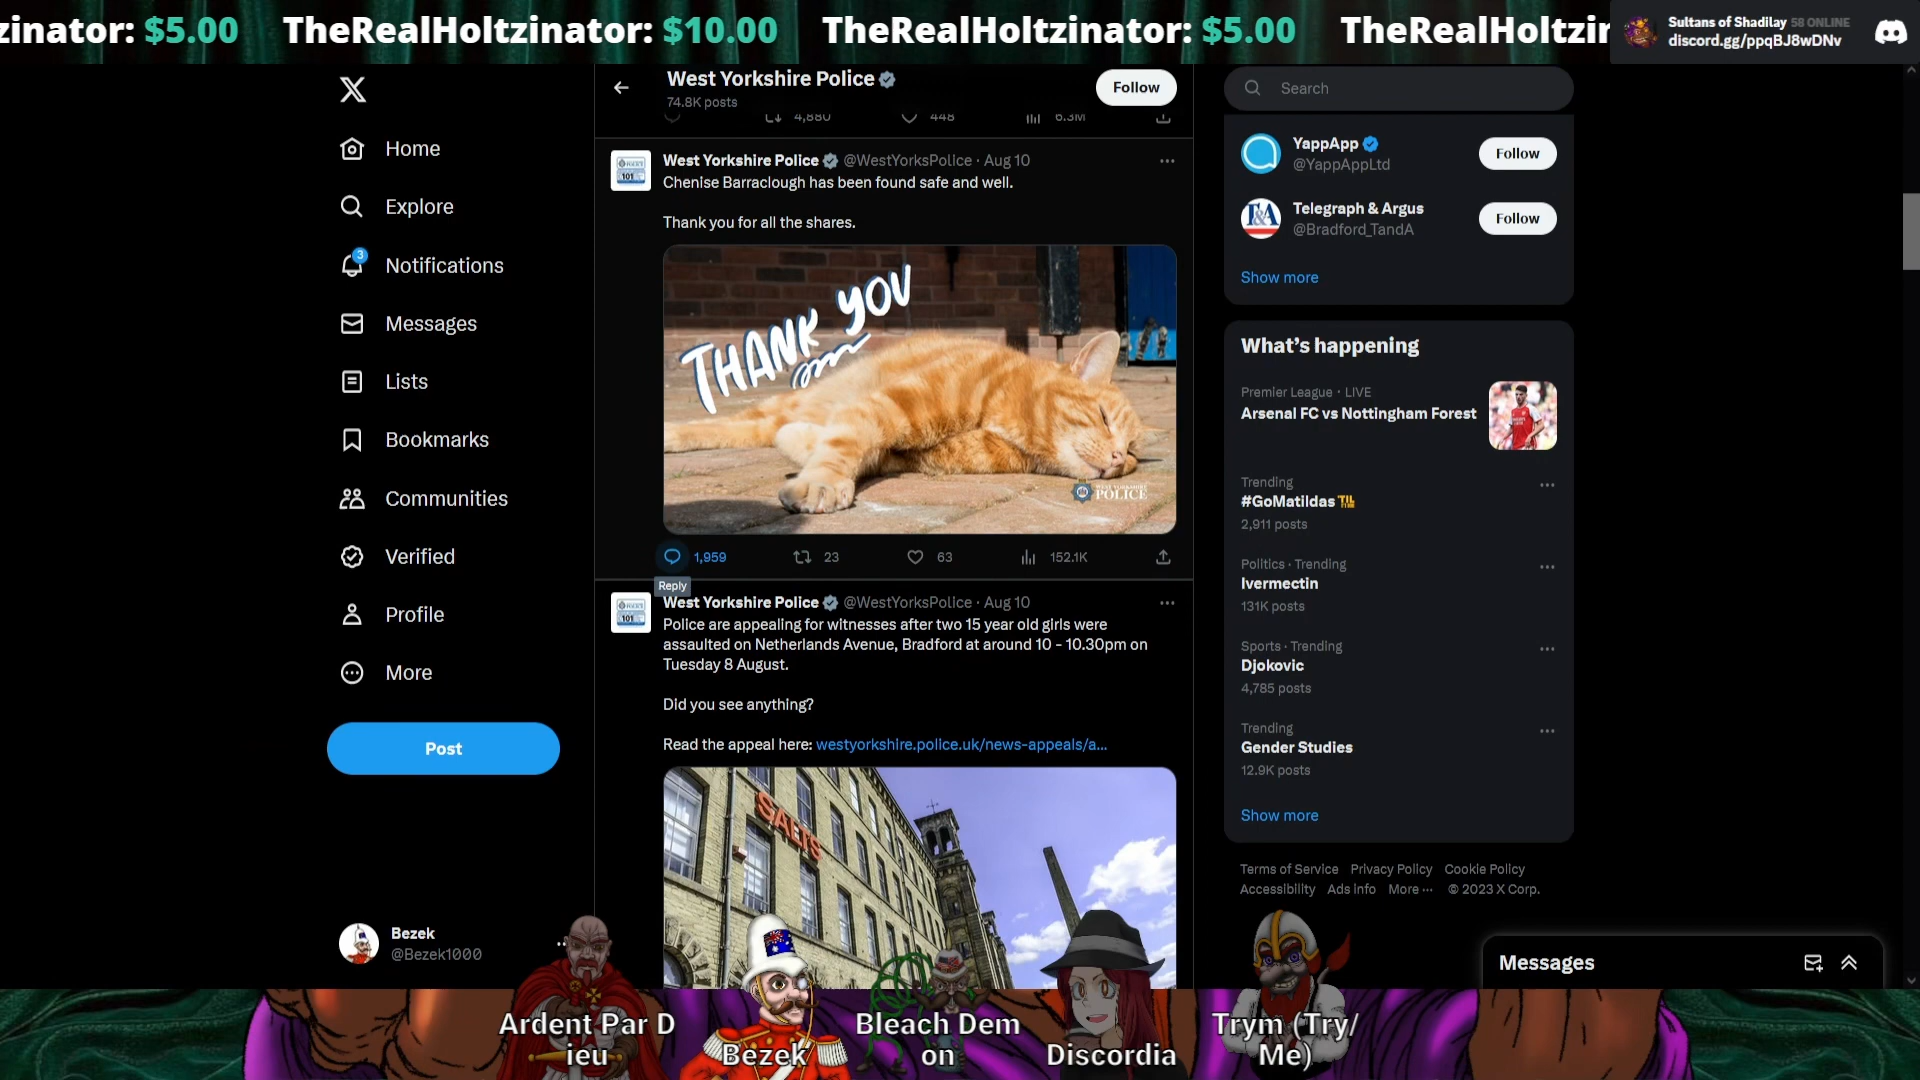 zinator: $5.00 TheRealHoltzinator: $10.00 TheRealHoltzinator: $5.00 TheRealHoltzin
Sultans of Shadilay 58 ONLINE
discord.gg/ppqBJ8wDNv
Home
Explore
3
Notifications
Messages
Lists
Bookmarks
Communities
Verified
Profile
More
Post
Bezek
@Bezek1000
West Yorkshire Police
74.8K posts
Follow
4,880 448 6.3M
West Yorkshire Police @WestYorksPolice · Aug 10
Chenise Barraclough has been found safe and well.
Thank you for all the shares.
THANK YOU
WEST YORKSHIRE
POLICE
1,959 23 63 152.1K
Reply
West Yorkshire Police @WestYorksPolice · Aug 10
Police are appealing for witnesses after two 15 year old girls were
assaulted on Netherlands Avenue, Bradford at around 10 - 10.30pm on
Tuesday 8 August.
Did you see anything?
Read the appeal here: westyorkshire.police.uk/news-appeals/a...
SALTS
Search
YappApp
@YappAppLtd
Follow
T&A
Telegraph & Argus
@Bradford_TandA
Follow
Show more
What's happening
Premier League · LIVE
Arsenal FC vs Nottingham Forest
Trending
#GoMatildas
2,911 posts
Politics · Trending
Ivermectin
131K posts
Sports · Trending
Djokovic
4,785 posts
Trending
Gender Studies
12.9K posts
Show more
Terms of Service Privacy Policy Cookie Policy
Accessibility Ads info More ··· © 2023 X Corp.
Messages
Ardent Par D
ieu
Bezek
Bleach Dem
on
Discordia
Trym (Try/
Me)